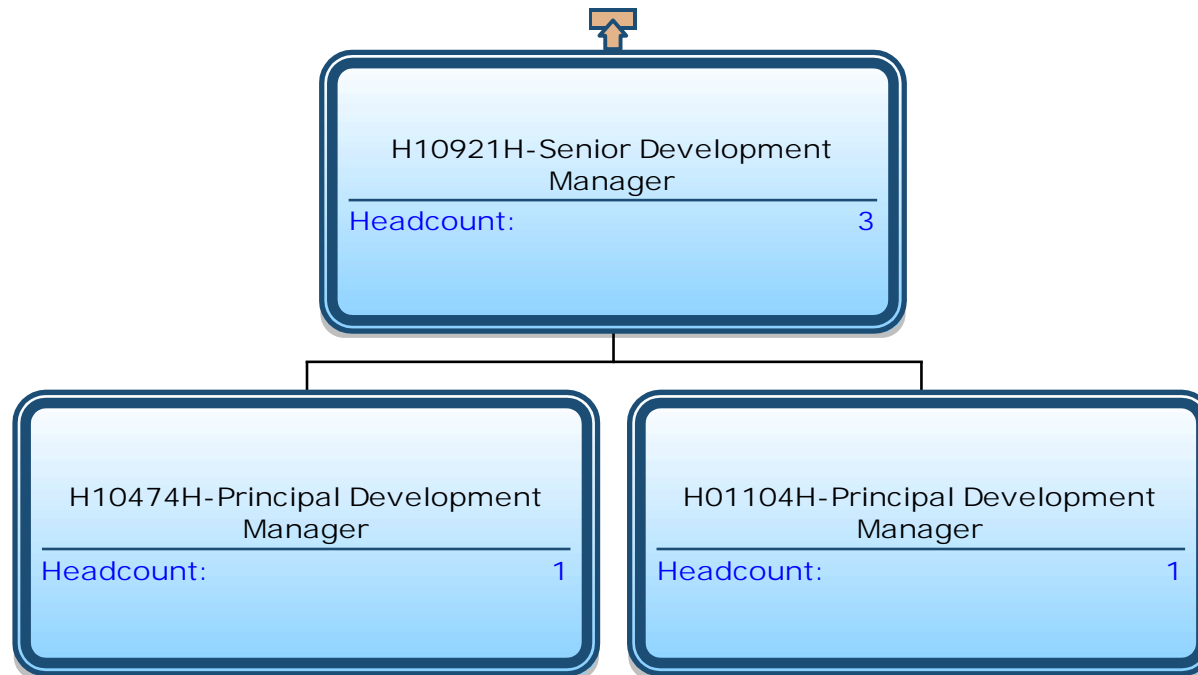 H10921H-Senior Development
Manager
Headcount: 3
H10474H-Principal Development
Manager
Headcount: 1
H01104H-Principal Development
Manager
Headcount: 1